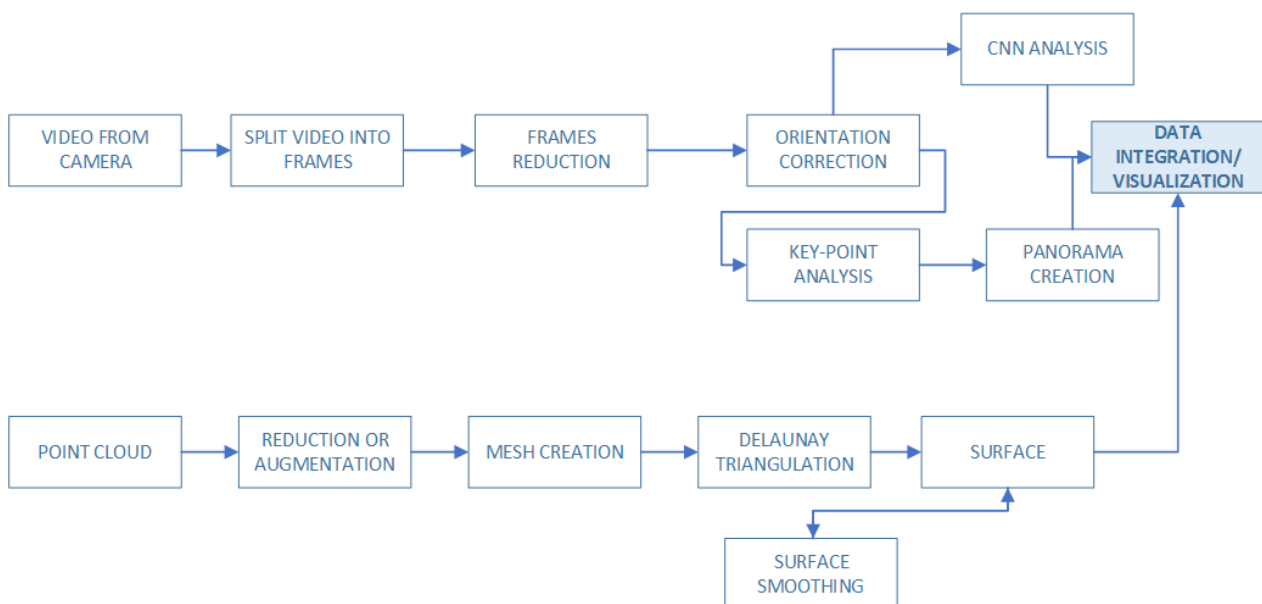 CNN ANALYSIS
VIDEO FROM
CAMERA
SPLIT VIDEO INTO
FRAMES
FRAMES
REDUCTION
ORIENTATION
CORRECTION
DATA
INTEGRATION/
VISUALIZATION
KEY-POINT
ANALYSIS
PANORAMA
CREATION
POINT CLOUD
REDUCTION OR
AUGMENTATION
MESH CREATION
DELAUNAY
TRIANGULATION
SURFACE
SURFACE
SMOOTHING